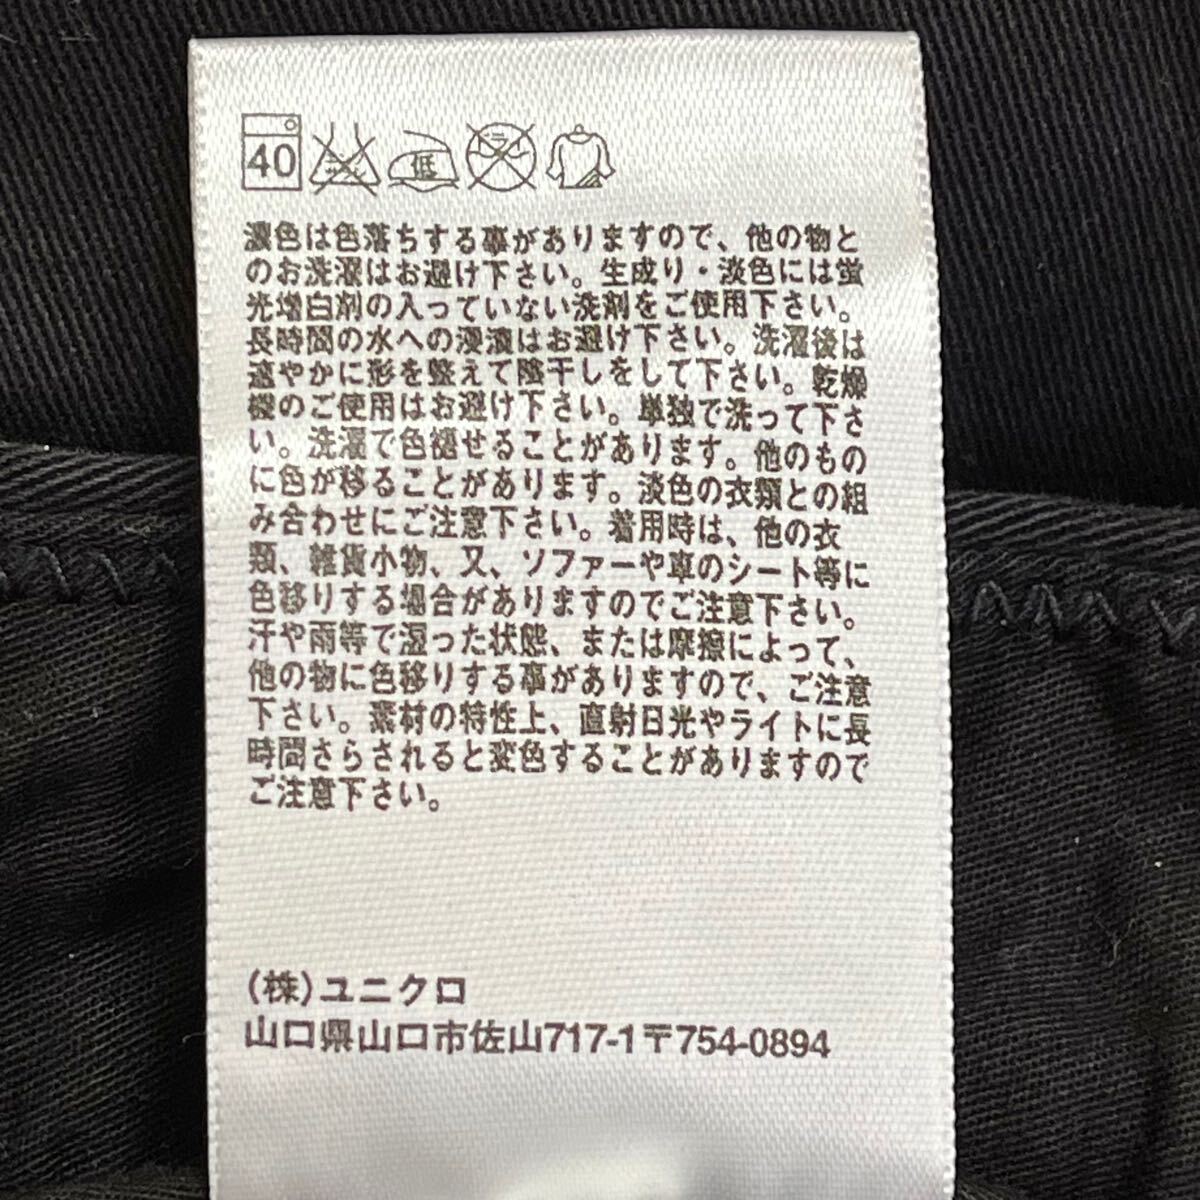 40 低 ドライ
濃色は色落ちする事がありますので、他の物と
のお洗濯はお避け下さい。生成り・淡色には蛍
光増白剤の入っていない洗剤をご使用下さい。
長時間の水への浸漬はお避け下さい。洗濯後は
速やかに形を整えて陰干しをして下さい。乾燥
機のご使用はお避け下さい。単独で洗って下さ
い。洗濯で色褪せることがあります。他のもの
に色が移ることがあります。淡色の衣類との組
み合わせにご注意下さい。着用時は、他の衣
類、雑貨小物、又、ソファーや車のシート等に
色移りする場合がありますのでご注意下さい。
汗や雨等で湿った状態、または摩擦によって、
他の物に色移りする事がありますので、ご注意
下さい。素材の特性上、直射日光やライトに長
時間さらされると変色することがありますので
ご注意下さい。
(株)ユニクロ
山口県山口市佐山717-1〒754-0894